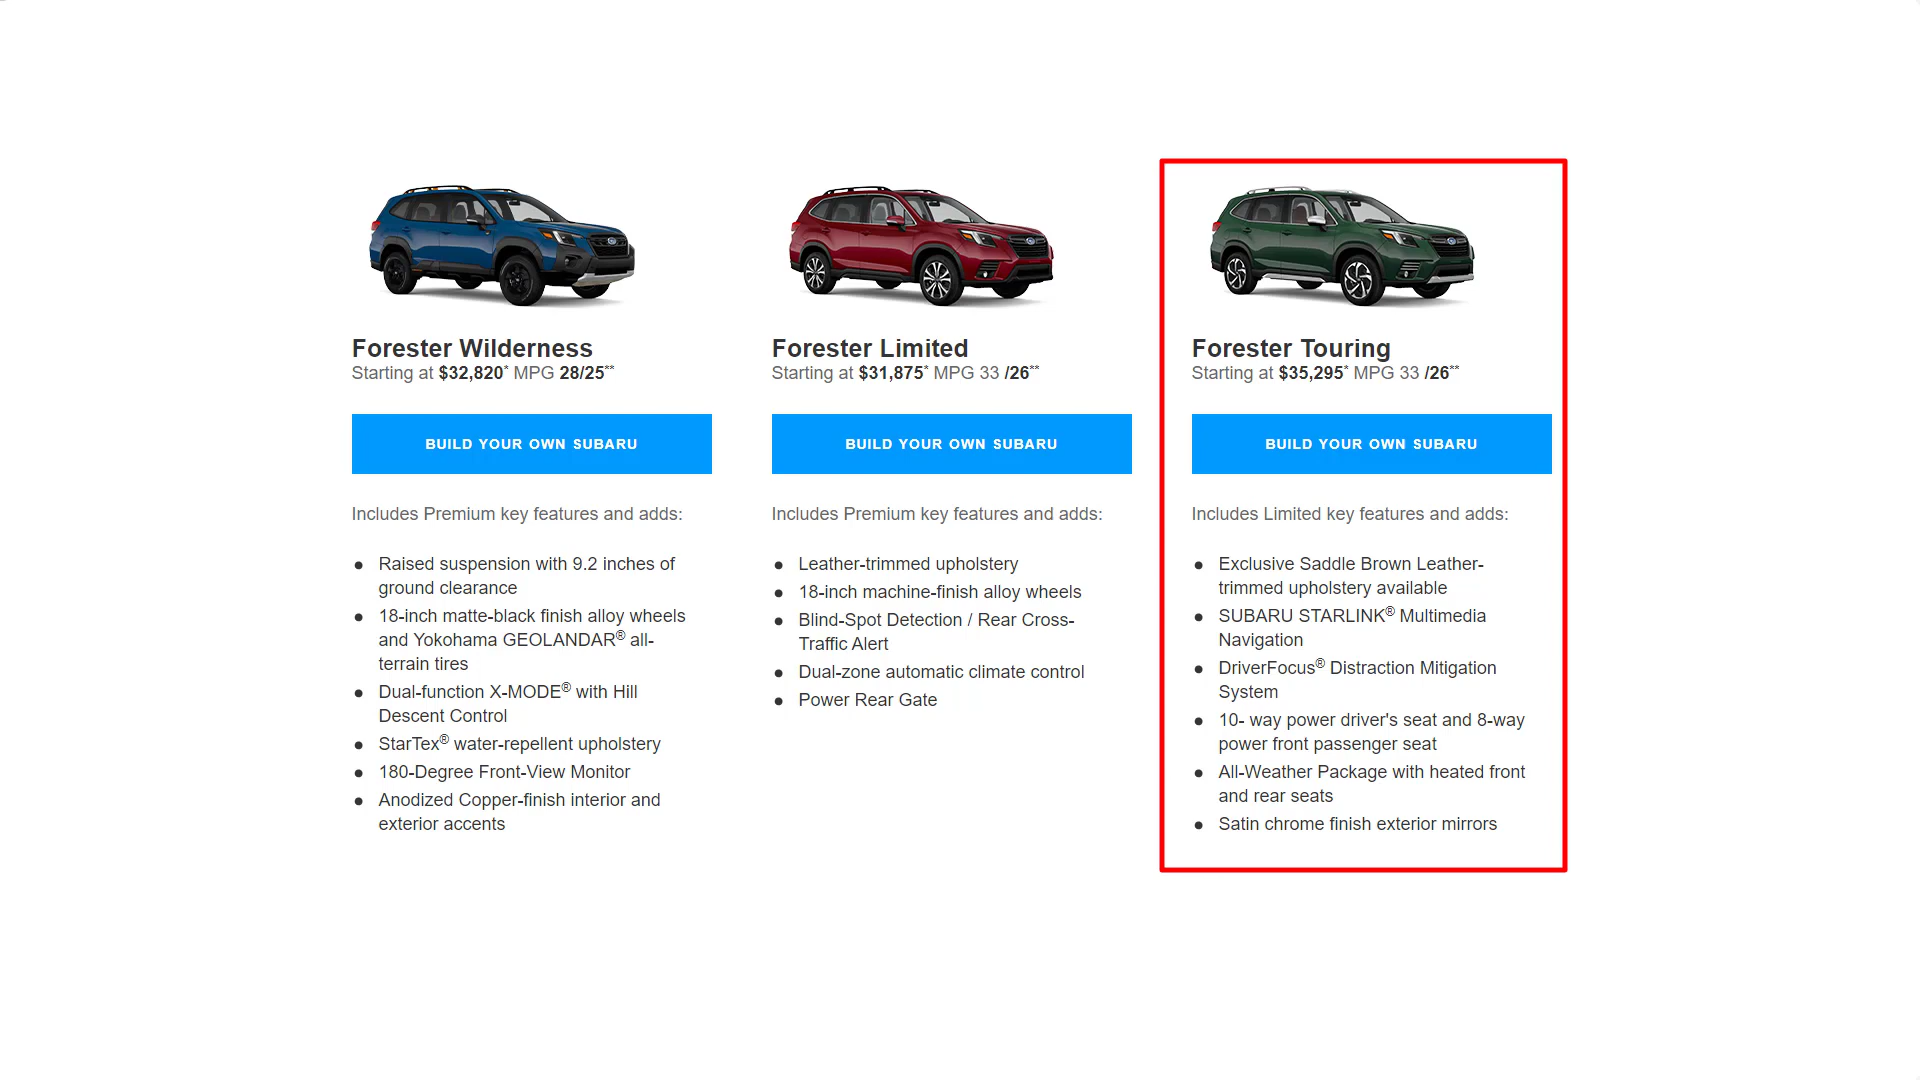 Forester Wilderness
Starting at $32,820* MPG 28/25**
BUILD YOUR OWN SUBARU
Includes Premium key features and adds:
● Raised suspension with 9.2 inches of
ground clearance
● 18-inch matte-black finish alloy wheels
and Yokohama GEOLANDAR® all-
terrain tires
● Dual-function X-MODE® with Hill
Descent Control
● StarTex® water-repellent upholstery
● 180-Degree Front-View Monitor
● Anodized Copper-finish interior and
exterior accents
Forester Limited
Starting at $31,875* MPG 33 /26**
BUILD YOUR OWN SUBARU
Includes Premium key features and adds:
● Leather-trimmed upholstery
● 18-inch machine-finish alloy wheels
● Blind-Spot Detection / Rear Cross-
Traffic Alert
● Dual-zone automatic climate control
● Power Rear Gate
Forester Touring
Starting at $35,295* MPG 33 /26**
BUILD YOUR OWN SUBARU
Includes Limited key features and adds:
● Exclusive Saddle Brown Leather-
trimmed upholstery available
● SUBARU STARLINK® Multimedia
Navigation
● DriverFocus® Distraction Mitigation
System
● 10- way power driver's seat and 8-way
power front passenger seat
● All-Weather Package with heated front
and rear seats
● Satin chrome finish exterior mirrors